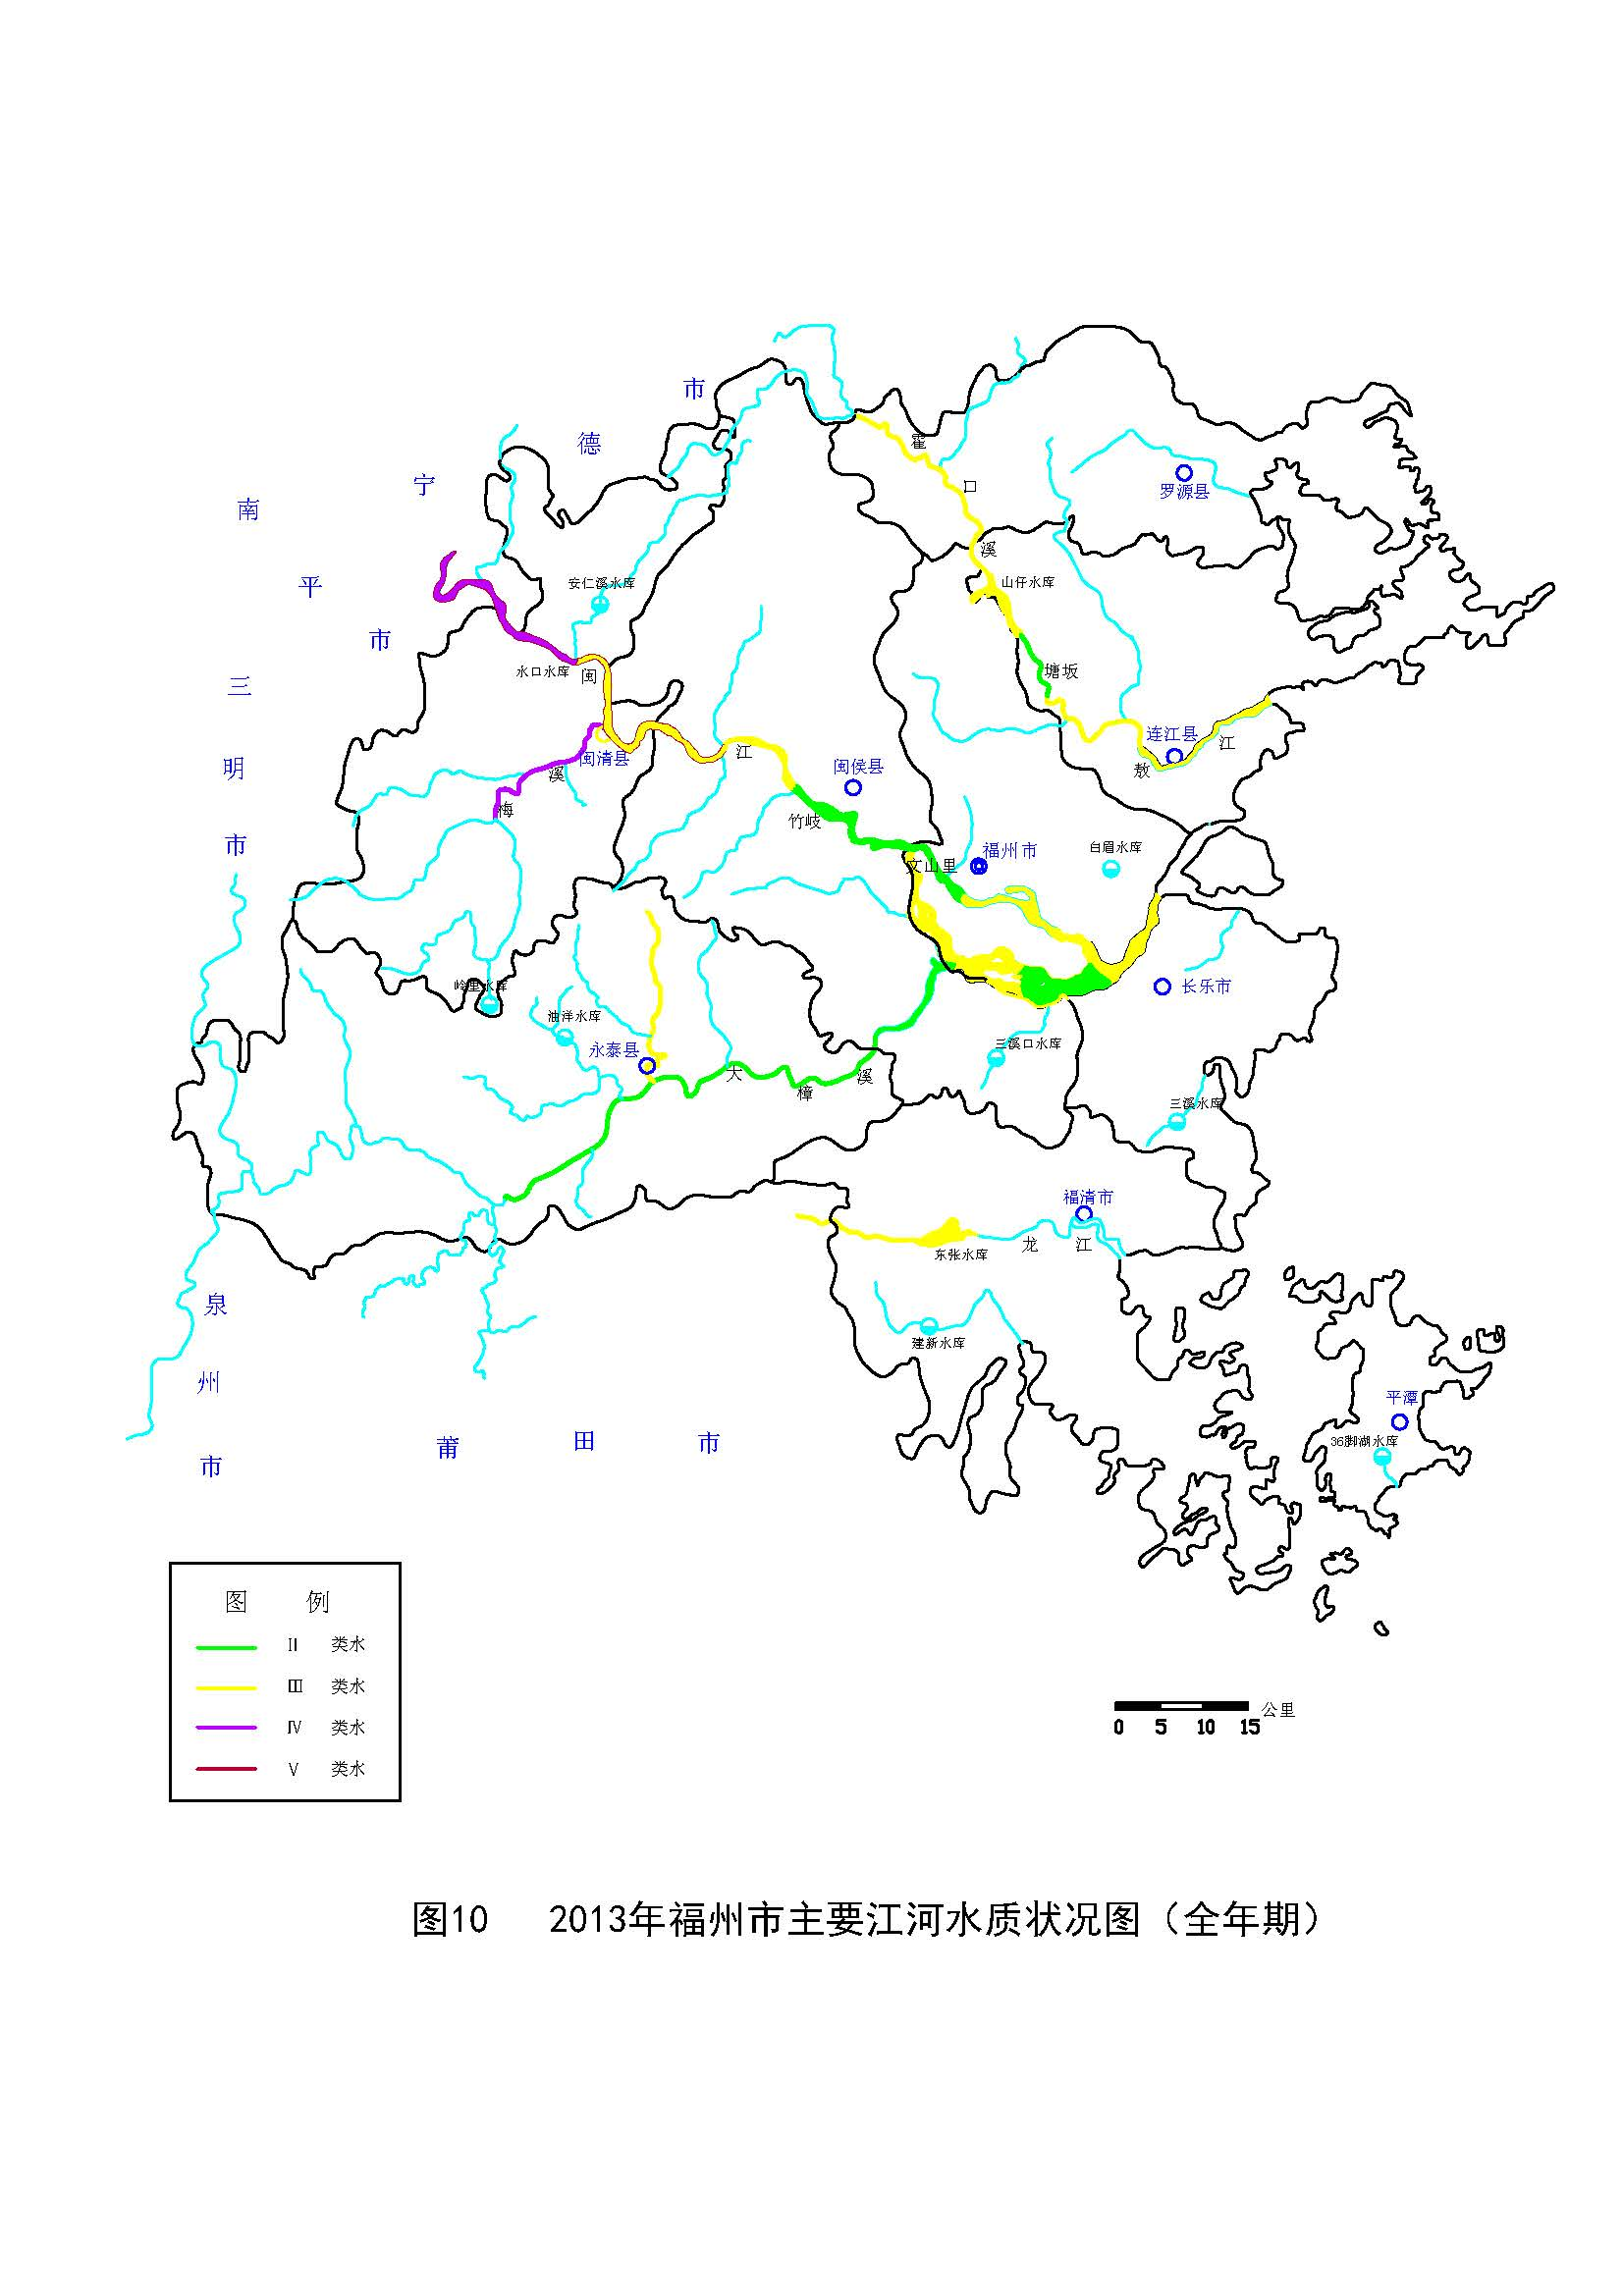 市
德
宁
南
平
市
三
明
市
泉
州
市
莆 田 市
霍
口
溪
罗源县
山仔水库
安仁溪水库
水口水库
闽
塘坂
连江县
江
敖
江
闽清县
溪
梅
闽侯县
竹岐
文山里
福州市
白眉水库
岭里水库
油洋水库
永泰县
大
樟
溪
长乐市
三溪口水库
三溪水库
福清市
东张水库
龙 江
建新水库
平潭
36脚湖水库
图 例
II 类水
III 类水
IV 类水
V 类水
0 5 10 15 公里
图10 2013年福州市主要江河水质状况图（全年期）